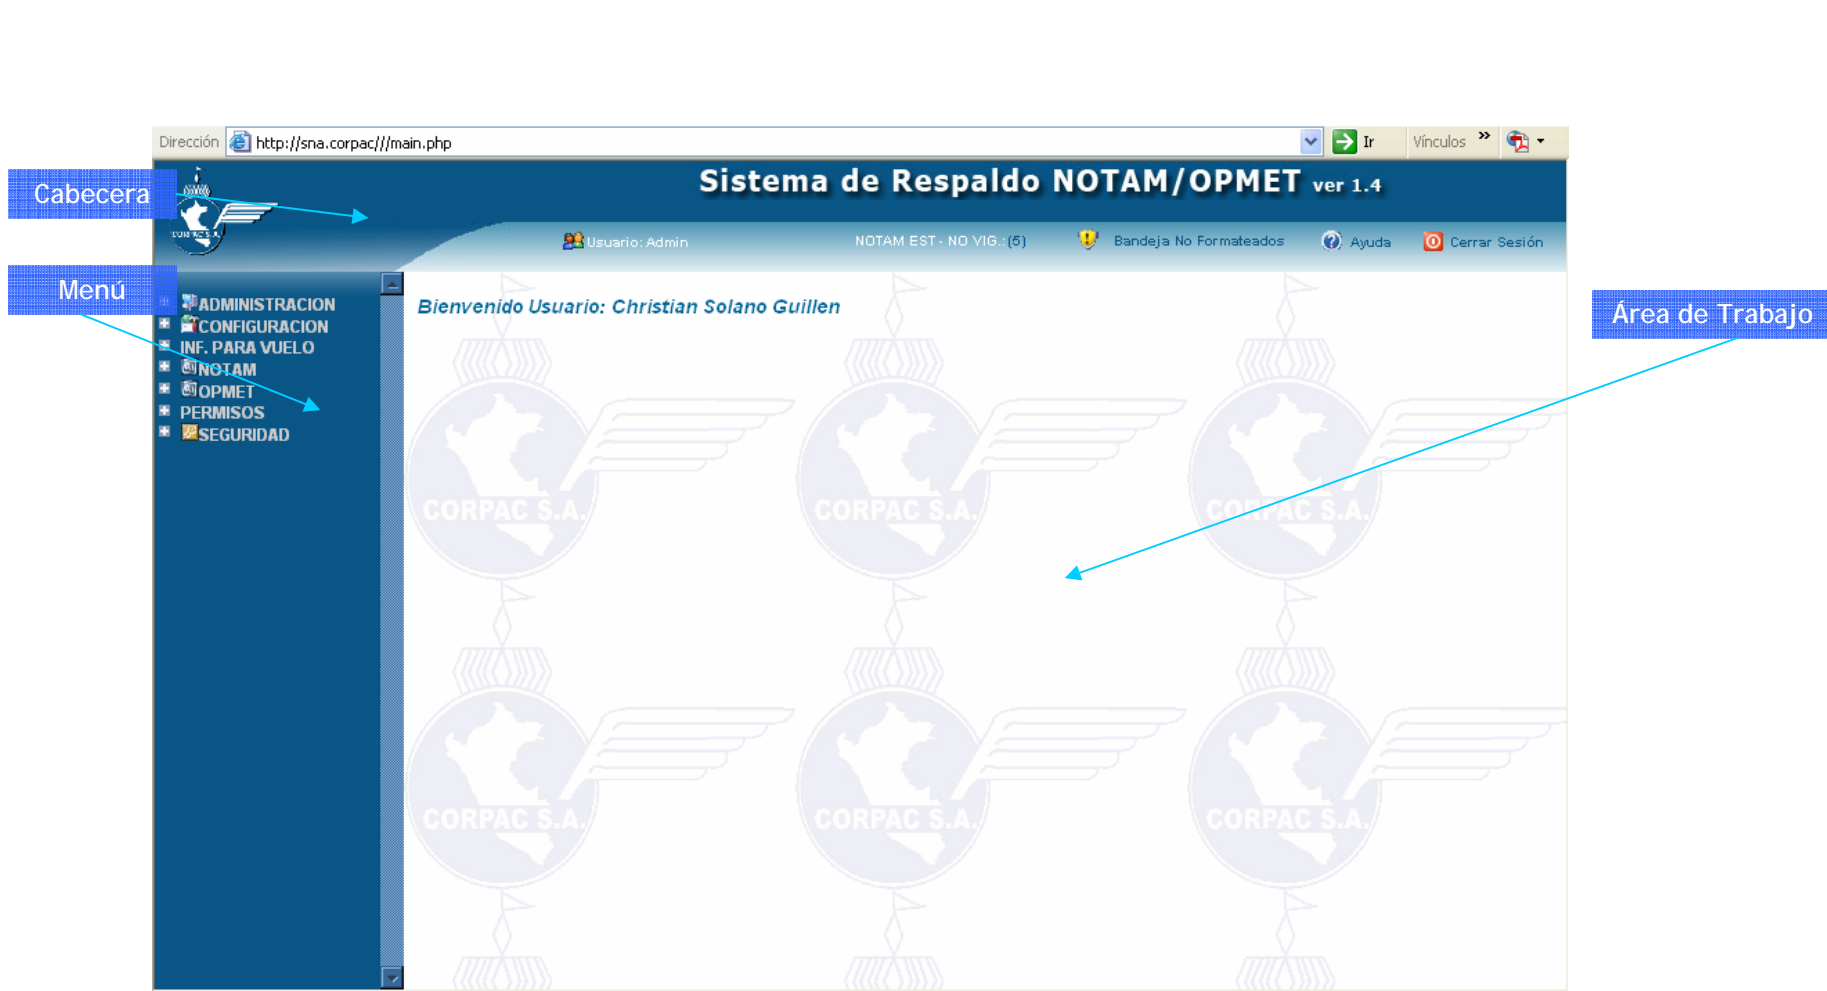 Dirección http://sna.corpac///main.php Ir Vínculos »
Sistema de Respaldo NOTAM/OPMET ver 1.4
Cabecera
CORPAC S.A.
Usuario: Admin NOTAM EST - NO VIG.:(5) Bandeja No Formateados Ayuda Cerrar Sesión
Menú
Bienvenido Usuario: Christian Solano Guillen
Área de Trabajo
ADMINISTRACION
CONFIGURACION
INF. PARA VUELO
NOTAM
OPMET
PERMISOS
SEGURIDAD
CORPAC S.A. CORPAC S.A. CORPAC S.A.
CORPAC S.A. CORPAC S.A. CORPAC S.A.